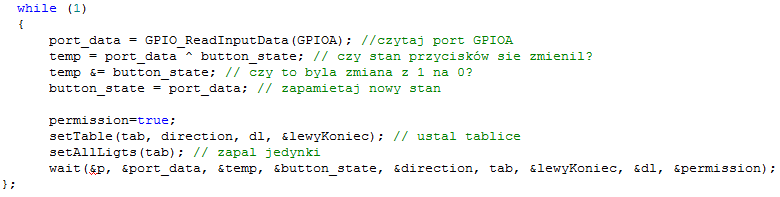 while (1)
{
port_data = GPIO_ReadInputData(GPIOA); //czytaj port GPIOA
temp = port_data ^ button_state; // czy stan przycisków sie zmienil?
temp &= button_state; // czy to byla zmiana z 1 na 0?
button_state = port_data; // zapamietaj nowy stan
permission=true;
setTable(tab, direction, dl, &lewyKoniec); // ustal tablice
setAllLigts(tab); // zapal jedynki
wait(&p, &port_data, &temp, &button_state, &direction, tab, &lewyKoniec, &dl, &permission);
};